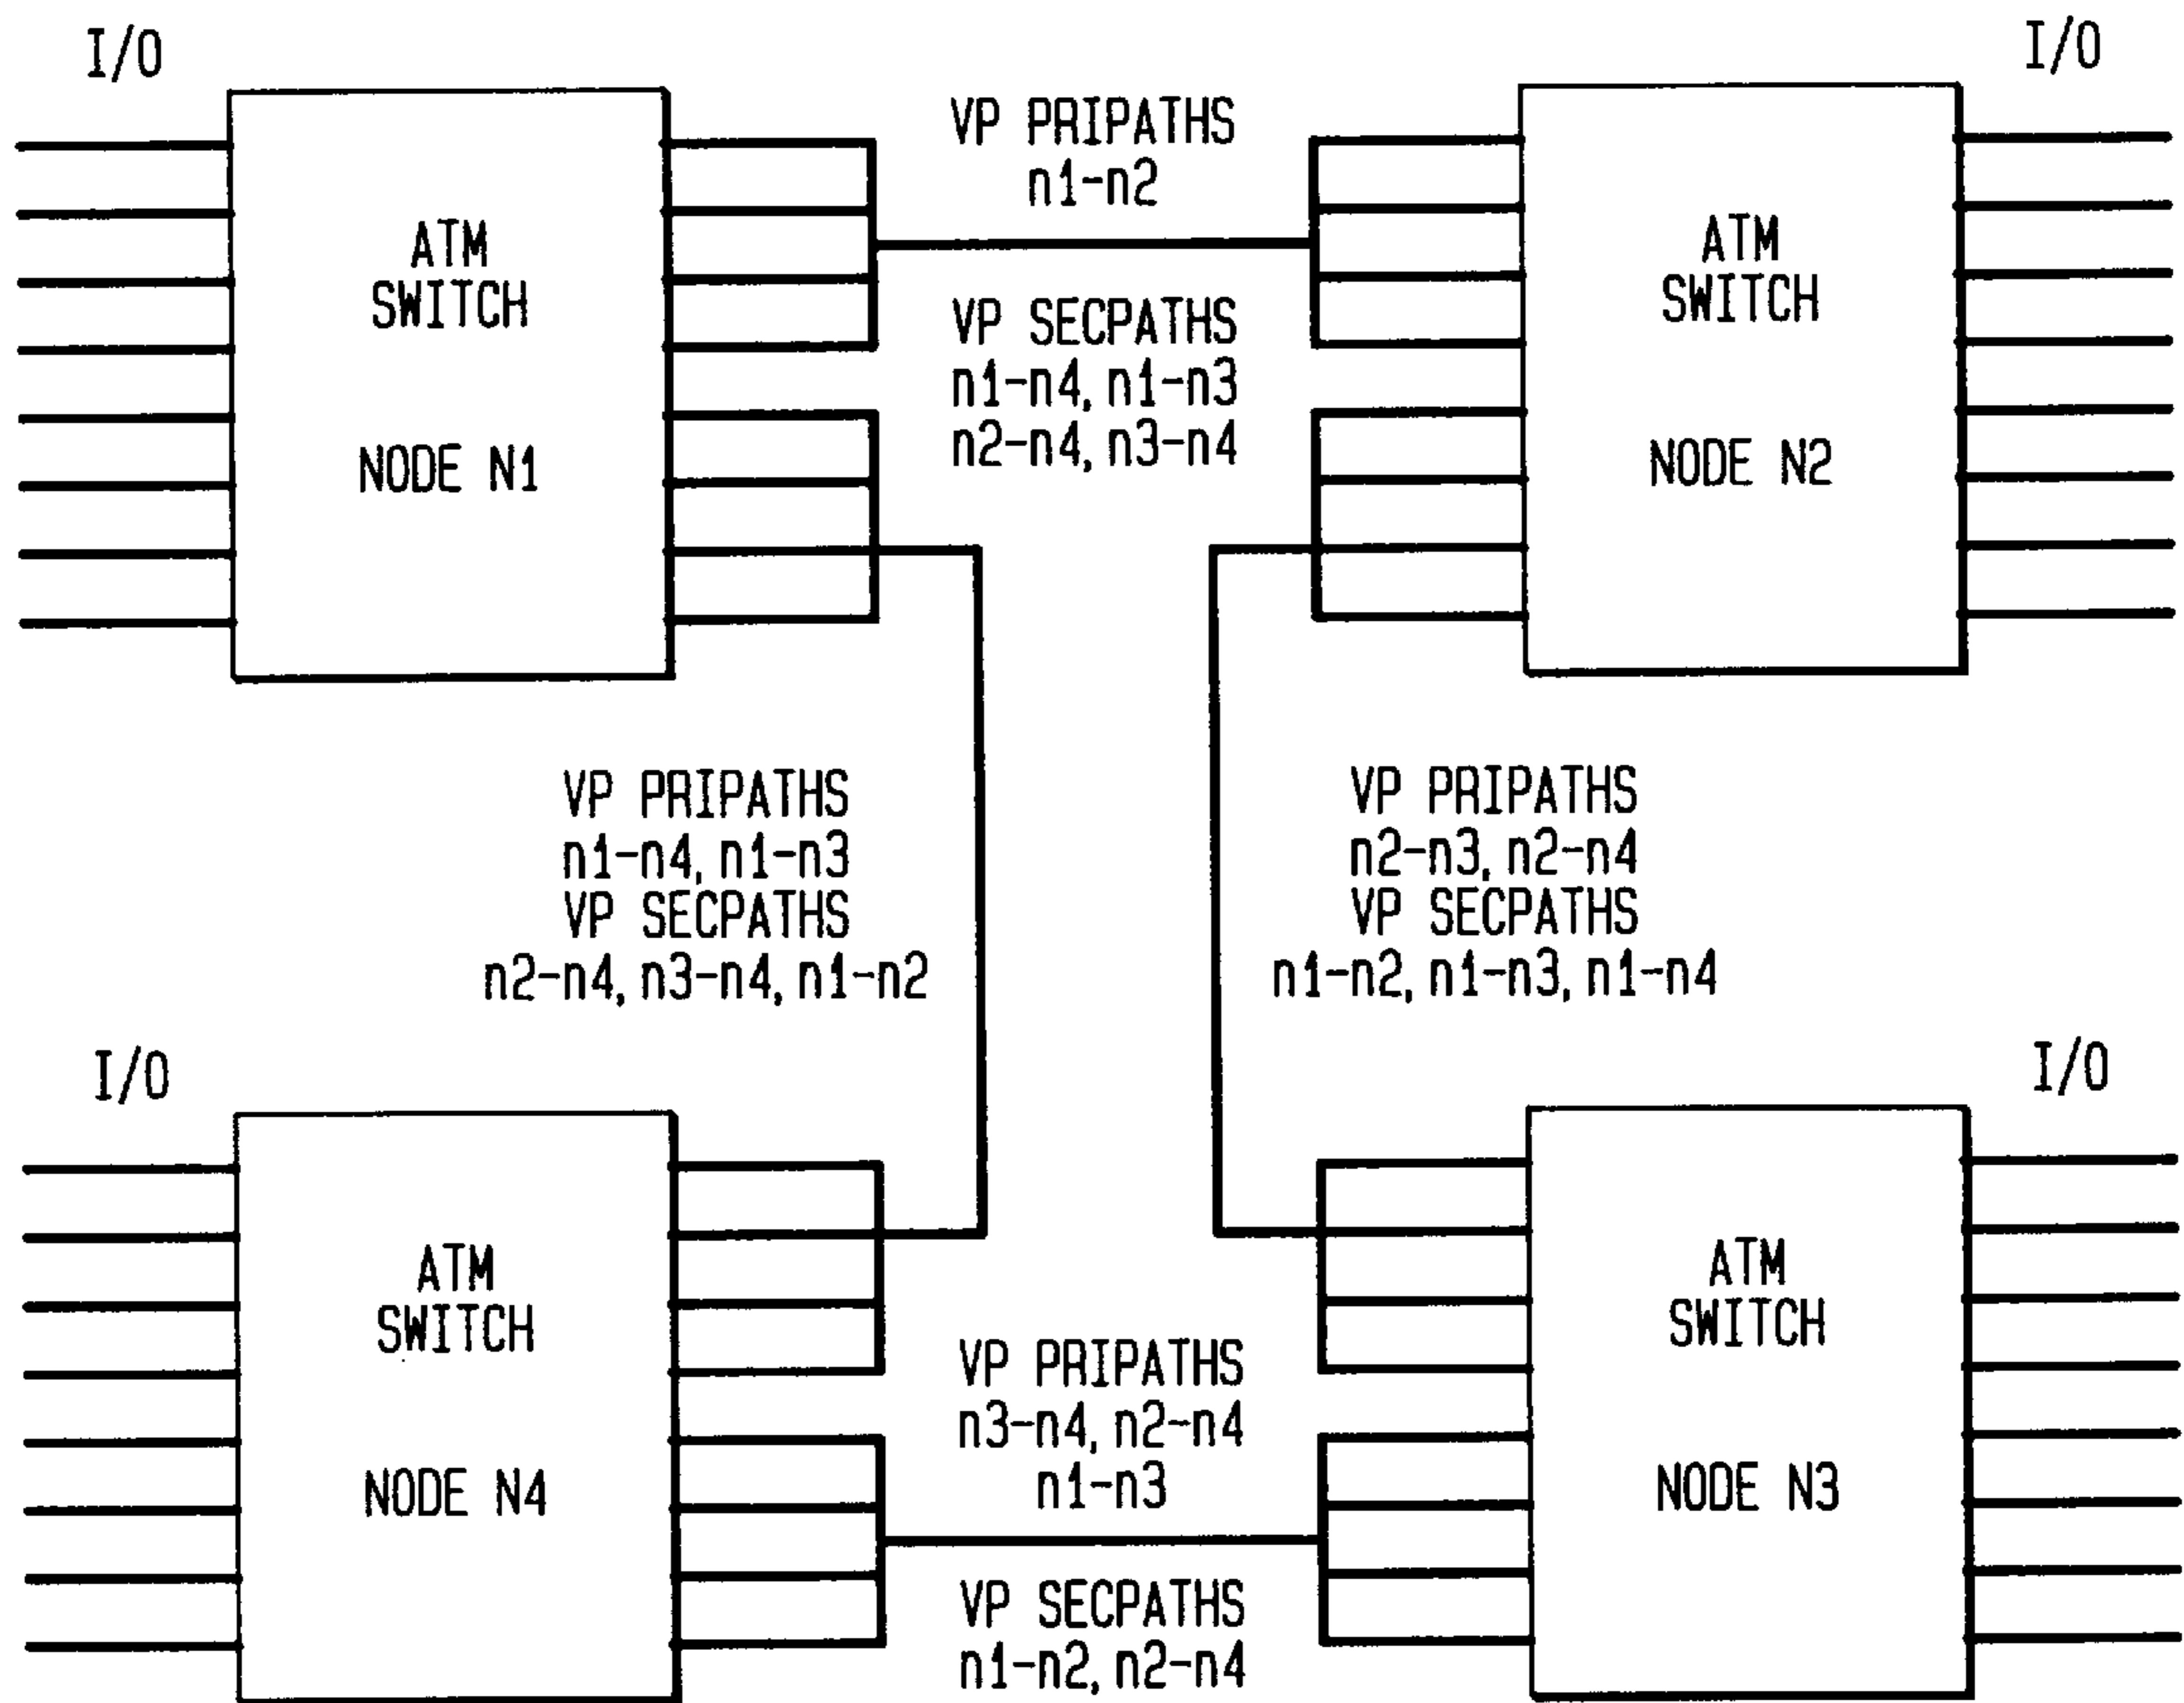 I/O
I/O
ATM
SWITCH
NODE N1
VP PRIPATHS
n1-n2
VP SECPATHS
n1-n4, n1-n3
n2-n4, n3-n4
ATM
SWITCH
NODE N2
VP PRIPATHS
n1-n4, n1-n3
VP SECPATHS
n2-n4, n3-n4, n1-n2
VP PRIPATHS
n2-n3, n2-n4
VP SECPATHS
n1-n2, n1-n3, n1-n4
I/O
I/O
ATM
SWITCH
NODE N4
VP PRIPATHS
n3-n4, n2-n4
n1-n3
VP SECPATHS
n1-n2, n2-n4
ATM
SWITCH
NODE N3